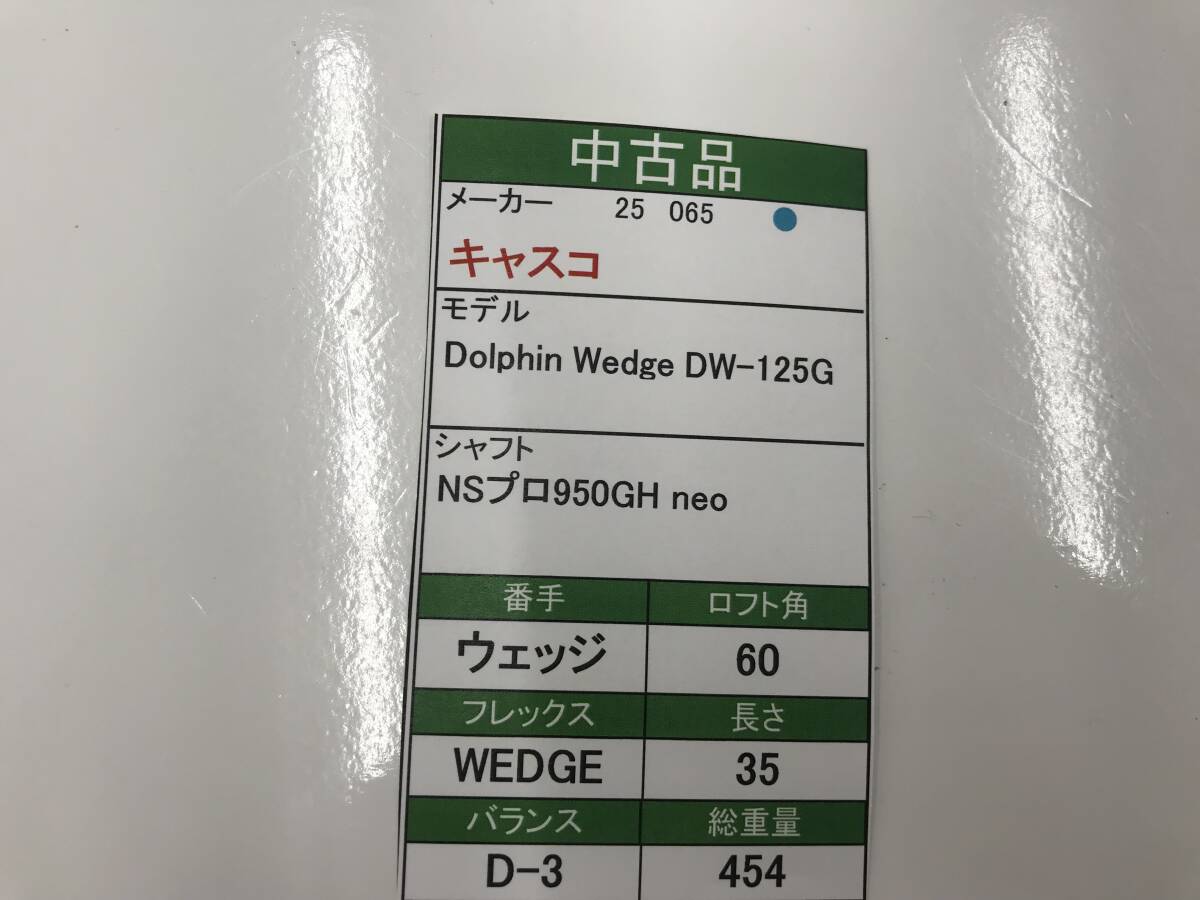 中古品
メーカー 25 065
キャスコ
モデル
Dolphin Wedge DW-125G
シャフト
NSプロ950GH neo
番手 ロフト角
ウェッジ 60
フレックス 長さ
WEDGE 35
バランス 総重量
D-3 454